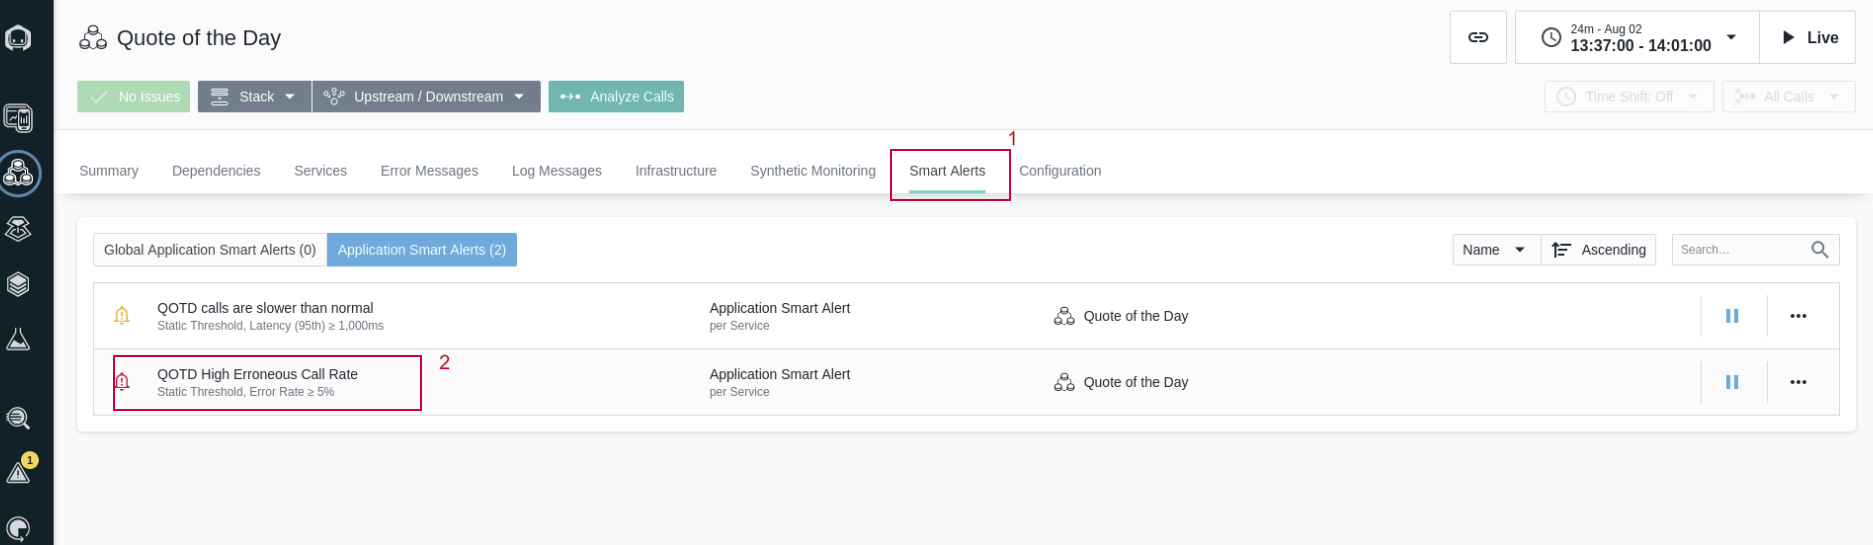 Quote of the Day
24m - Aug 02
13:37:00 - 14:01:00
Live
No Issues
Stack
Upstream / Downstream
Analyze Calls
Time Shift: Off
All Calls
1
Summary
Dependencies
Services
Error Messages
Log Messages
Infrastructure
Synthetic Monitoring
Smart Alerts
Configuration
Global Application Smart Alerts (0)
Application Smart Alerts (2)
Name
Ascending
Search...
QOTD calls are slower than normal
Static Threshold, Latency (95th) ≥ 1,000ms
Application Smart Alert
per Service
Quote of the Day
2
QOTD High Erroneous Call Rate
Static Threshold, Error Rate ≥ 5%
Application Smart Alert
per Service
Quote of the Day
1